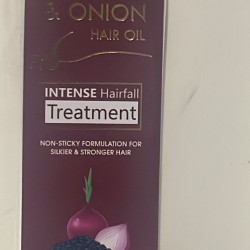 & ONION
HAIR OIL
INTENSE Hairfall
Treatment
NON-STICKY FORMULATION FOR
SILKIER & STRONGER HAIR